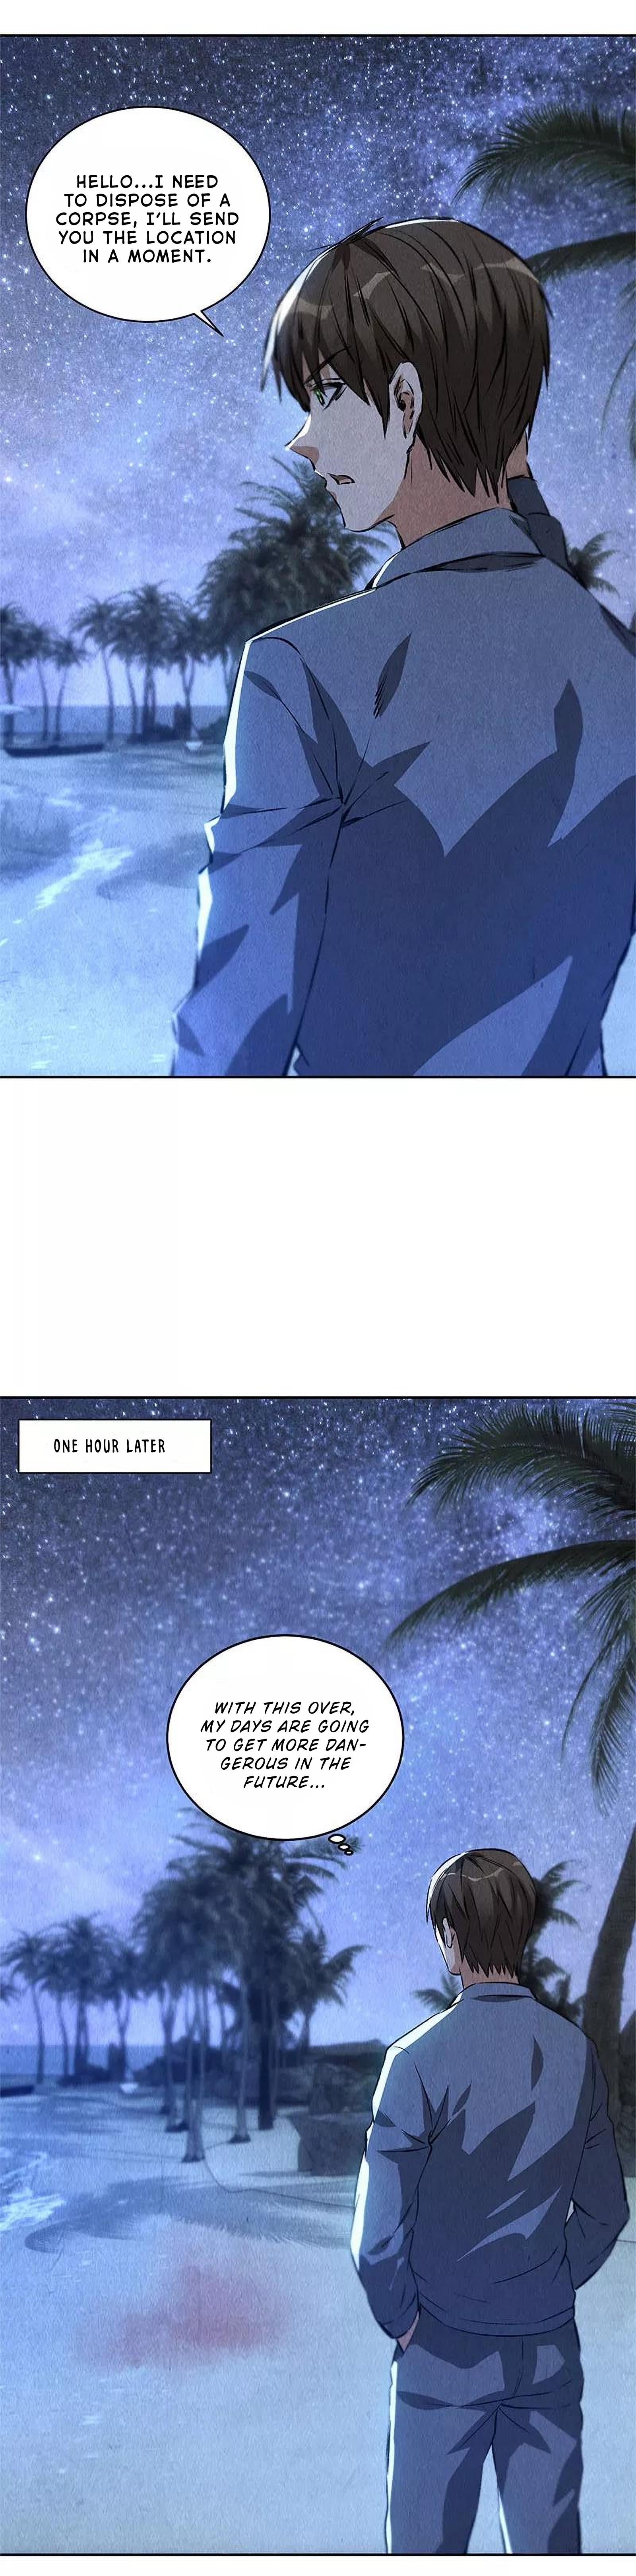 HELLO...I NEED
TO DISPOSE OF A
CORPSE, I'LL SEND
YOU THE LOCATION
IN A MOMENT.
ONE HOUR LATER
WITH THIS OVER,
MY DAYS ARE GOING
TO GET MORE DAN-
GEROUS IN THE
FUTURE...